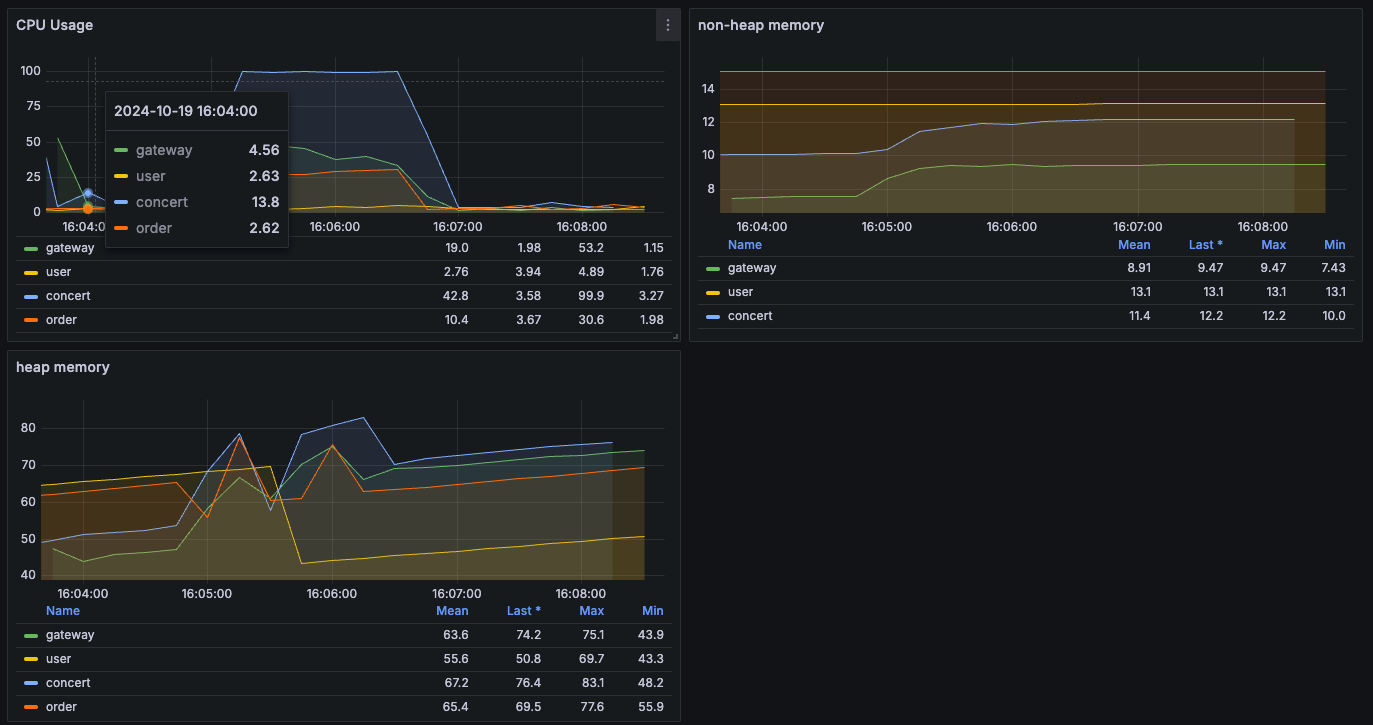 CPU Usage
100
75
50
25
0
2024-10-19 16:04:00
gateway 4.56
user 2.63
concert 13.8
order 2.62
16:04:0 16:06:00 16:07:00 16:08:00
gateway 19.0 1.98 53.2 1.15
user 2.76 3.94 4.89 1.76
concert 42.8 3.58 99.9 3.27
order 10.4 3.67 30.6 1.98
non-heap memory
14
12
10
8
16:04:00 16:05:00 16:06:00 16:07:00 16:08:00
Name Mean Last * Max Min
gateway 8.91 9.47 9.47 7.43
user 13.1 13.1 13.1 13.1
concert 11.4 12.2 12.2 10.0
heap memory
80
70
60
50
40
16:04:00 16:05:00 16:06:00 16:07:00 16:08:00
Name Mean Last * Max Min
gateway 63.6 74.2 75.1 43.9
user 55.6 50.8 69.7 43.3
concert 67.2 76.4 83.1 48.2
order 65.4 69.5 77.6 55.9